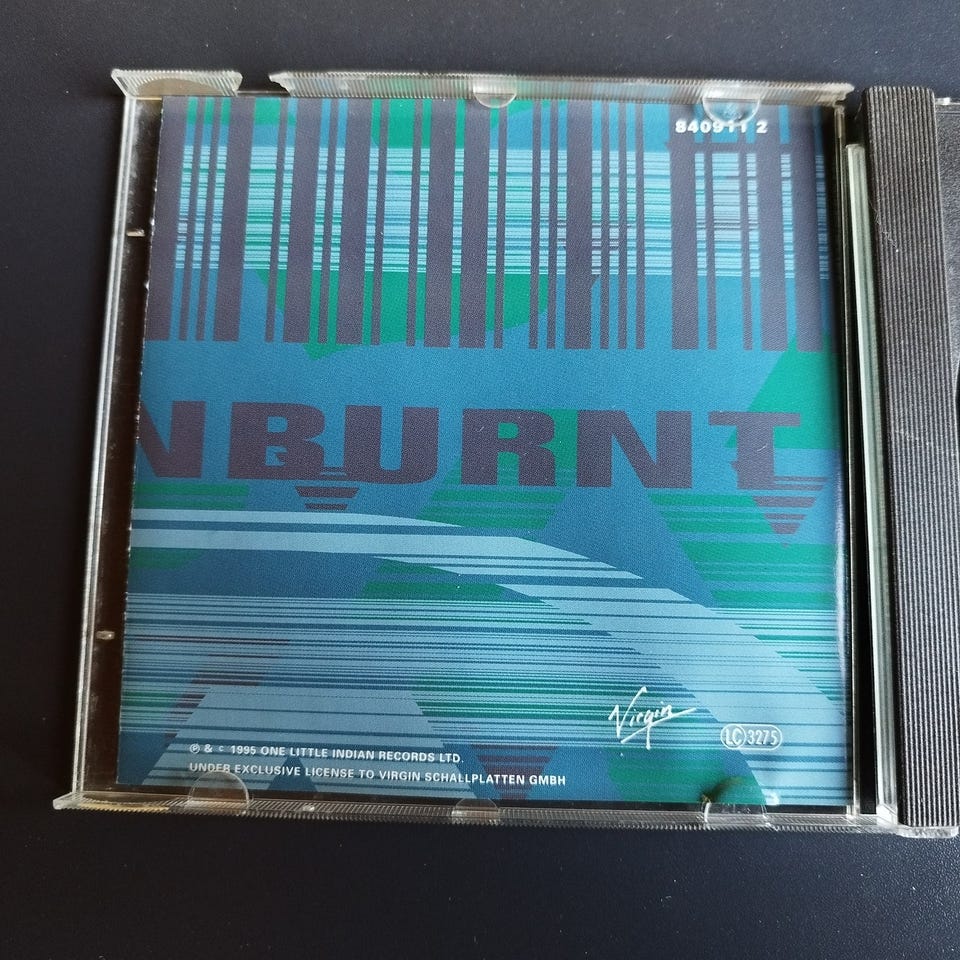 840911 2
NBURNT
Virgin
LC 3275
℗ & © 1995 ONE LITTLE INDIAN RECORDS LTD.
UNDER EXCLUSIVE LICENSE TO VIRGIN SCHALLPLATTEN GMBH